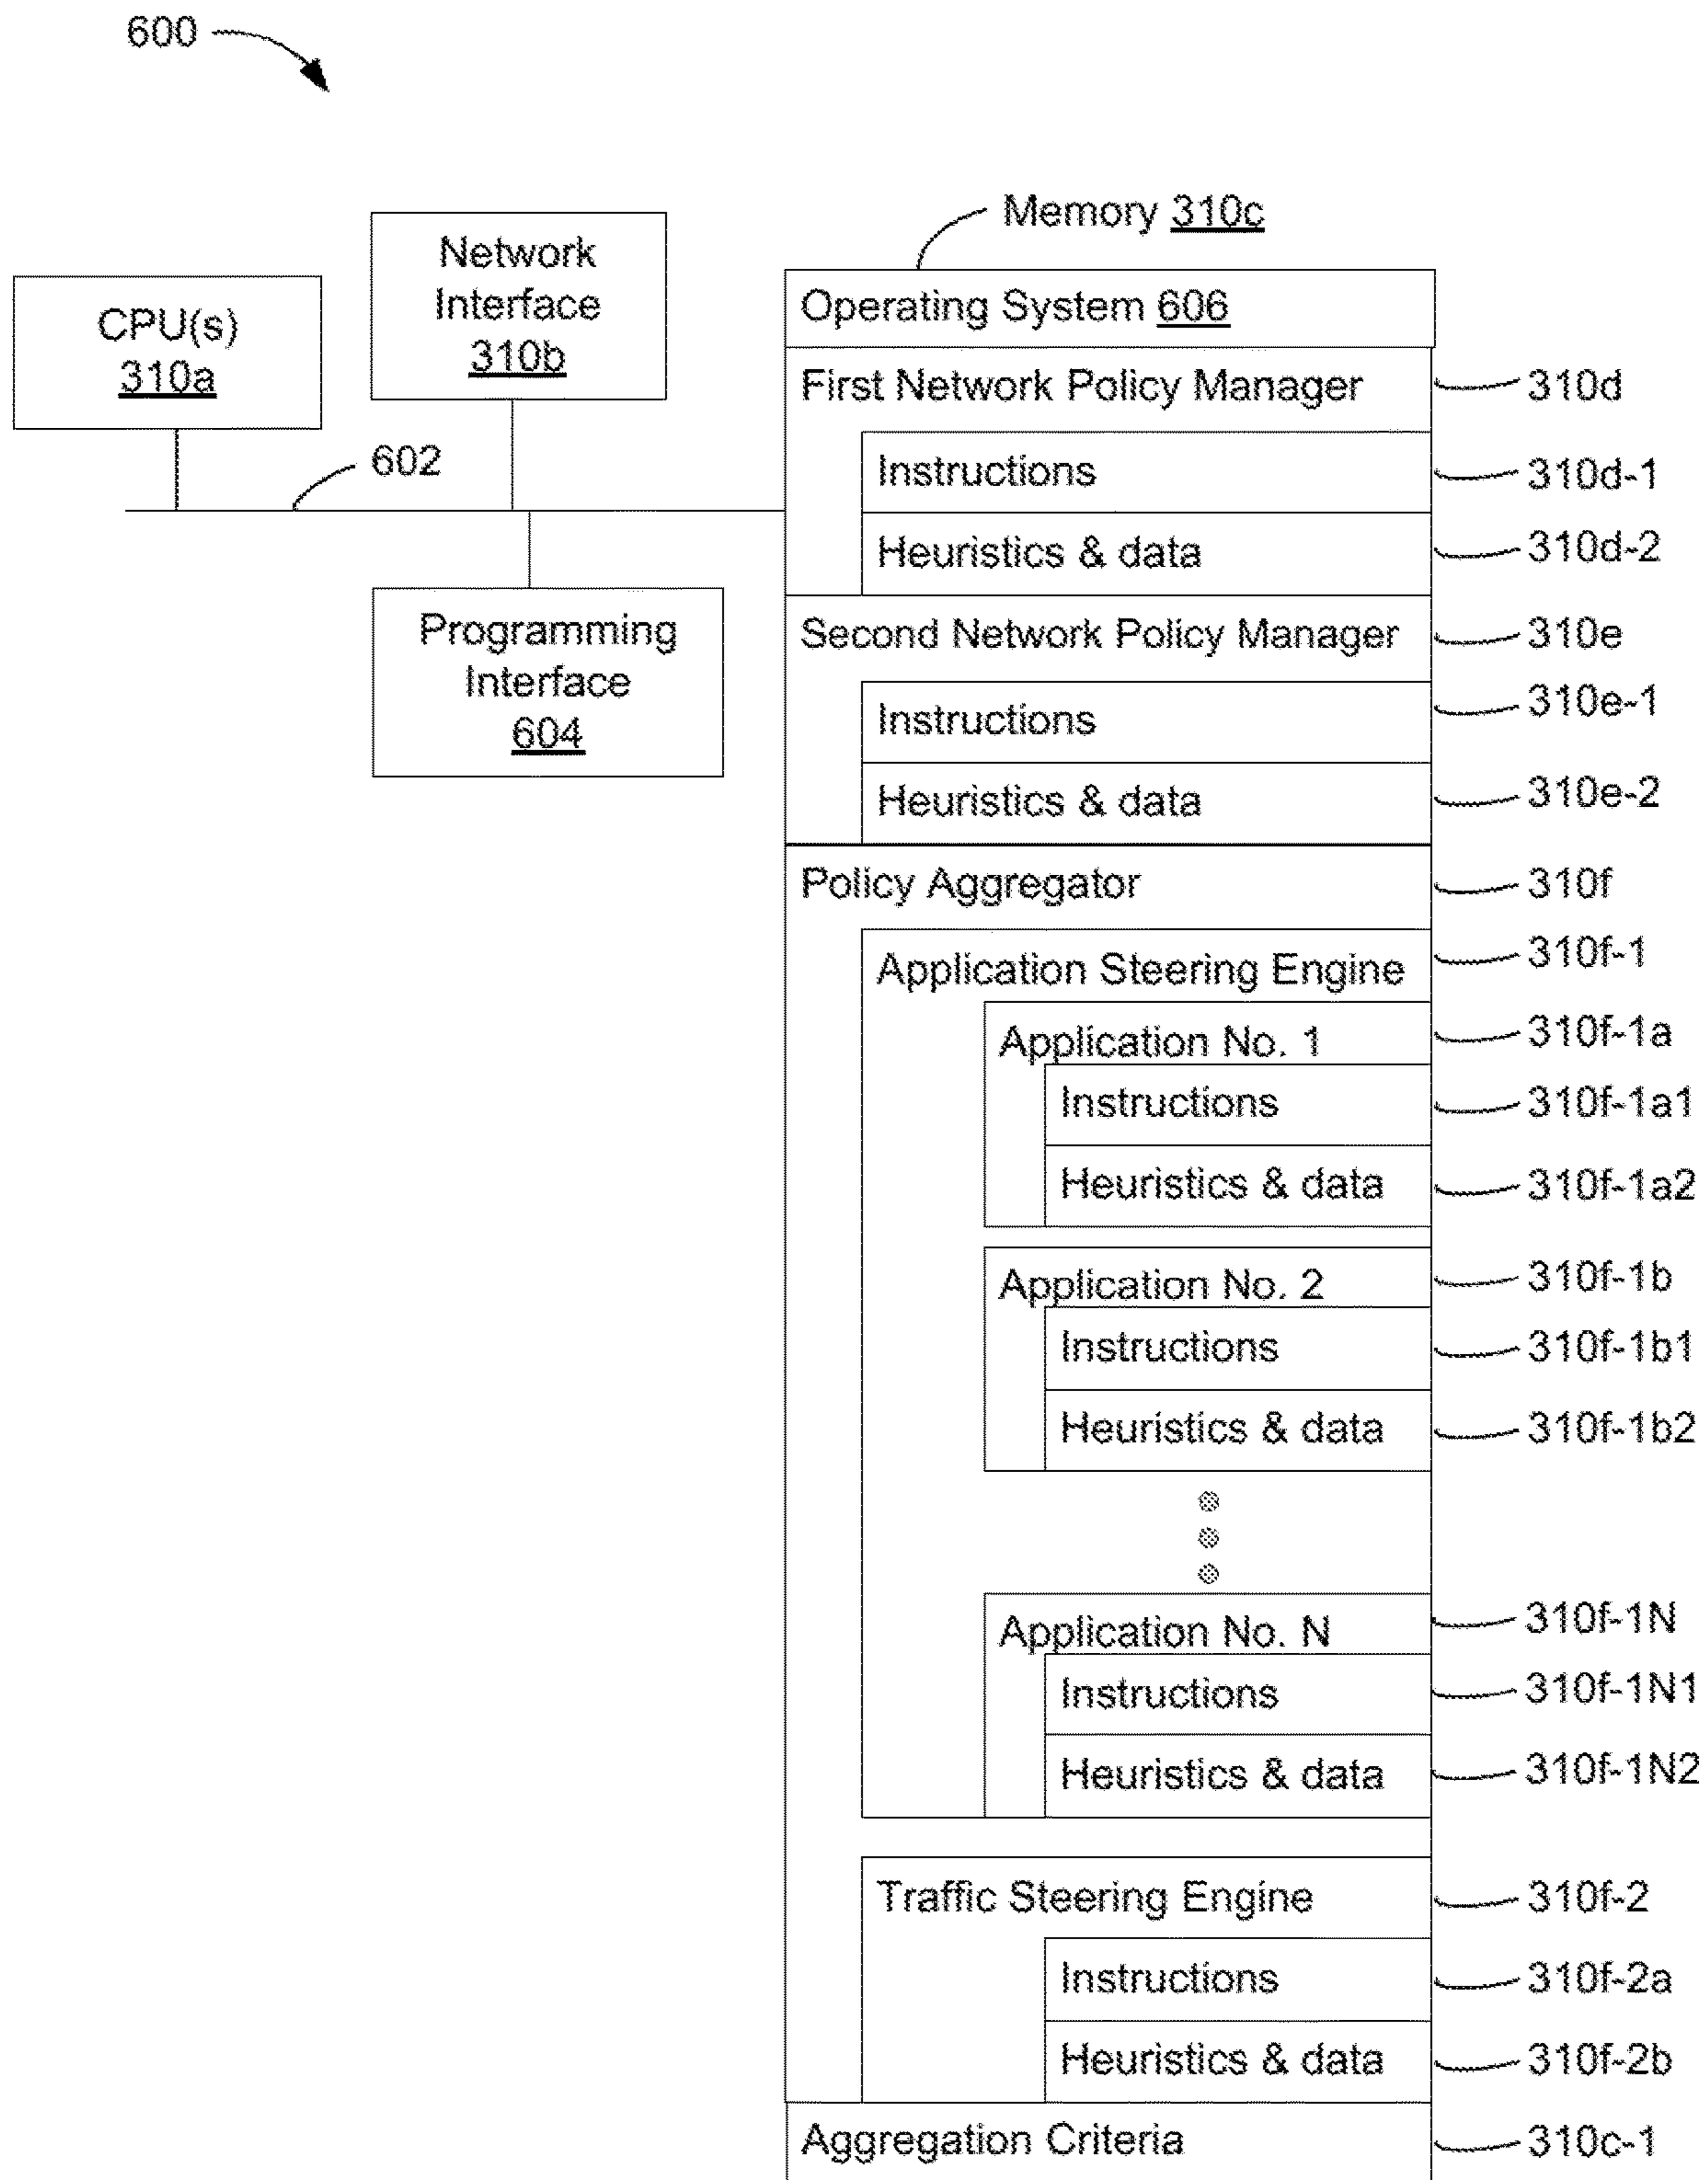 600
Memory 310c
Network
Interface
310b
CPU(s)
310a
602
Programming
Interface
604
Operating System 606
First Network Policy Manager 310d
Instructions 310d-1
Heuristics & data 310d-2
Second Network Policy Manager 310e
Instructions 310e-1
Heuristics & data 310e-2
Policy Aggregator 310f
Application Steering Engine 310f-1
Application No. 1 310f-1a
Instructions 310f-1a1
Heuristics & data 310f-1a2
Application No. 2 310f-1b
Instructions 310f-1b1
Heuristics & data 310f-1b2
Application No. N 310f-1N
Instructions 310f-1N1
Heuristics & data 310f-1N2
Traffic Steering Engine 310f-2
Instructions 310f-2a
Heuristics & data 310f-2b
Aggregation Criteria 310c-1